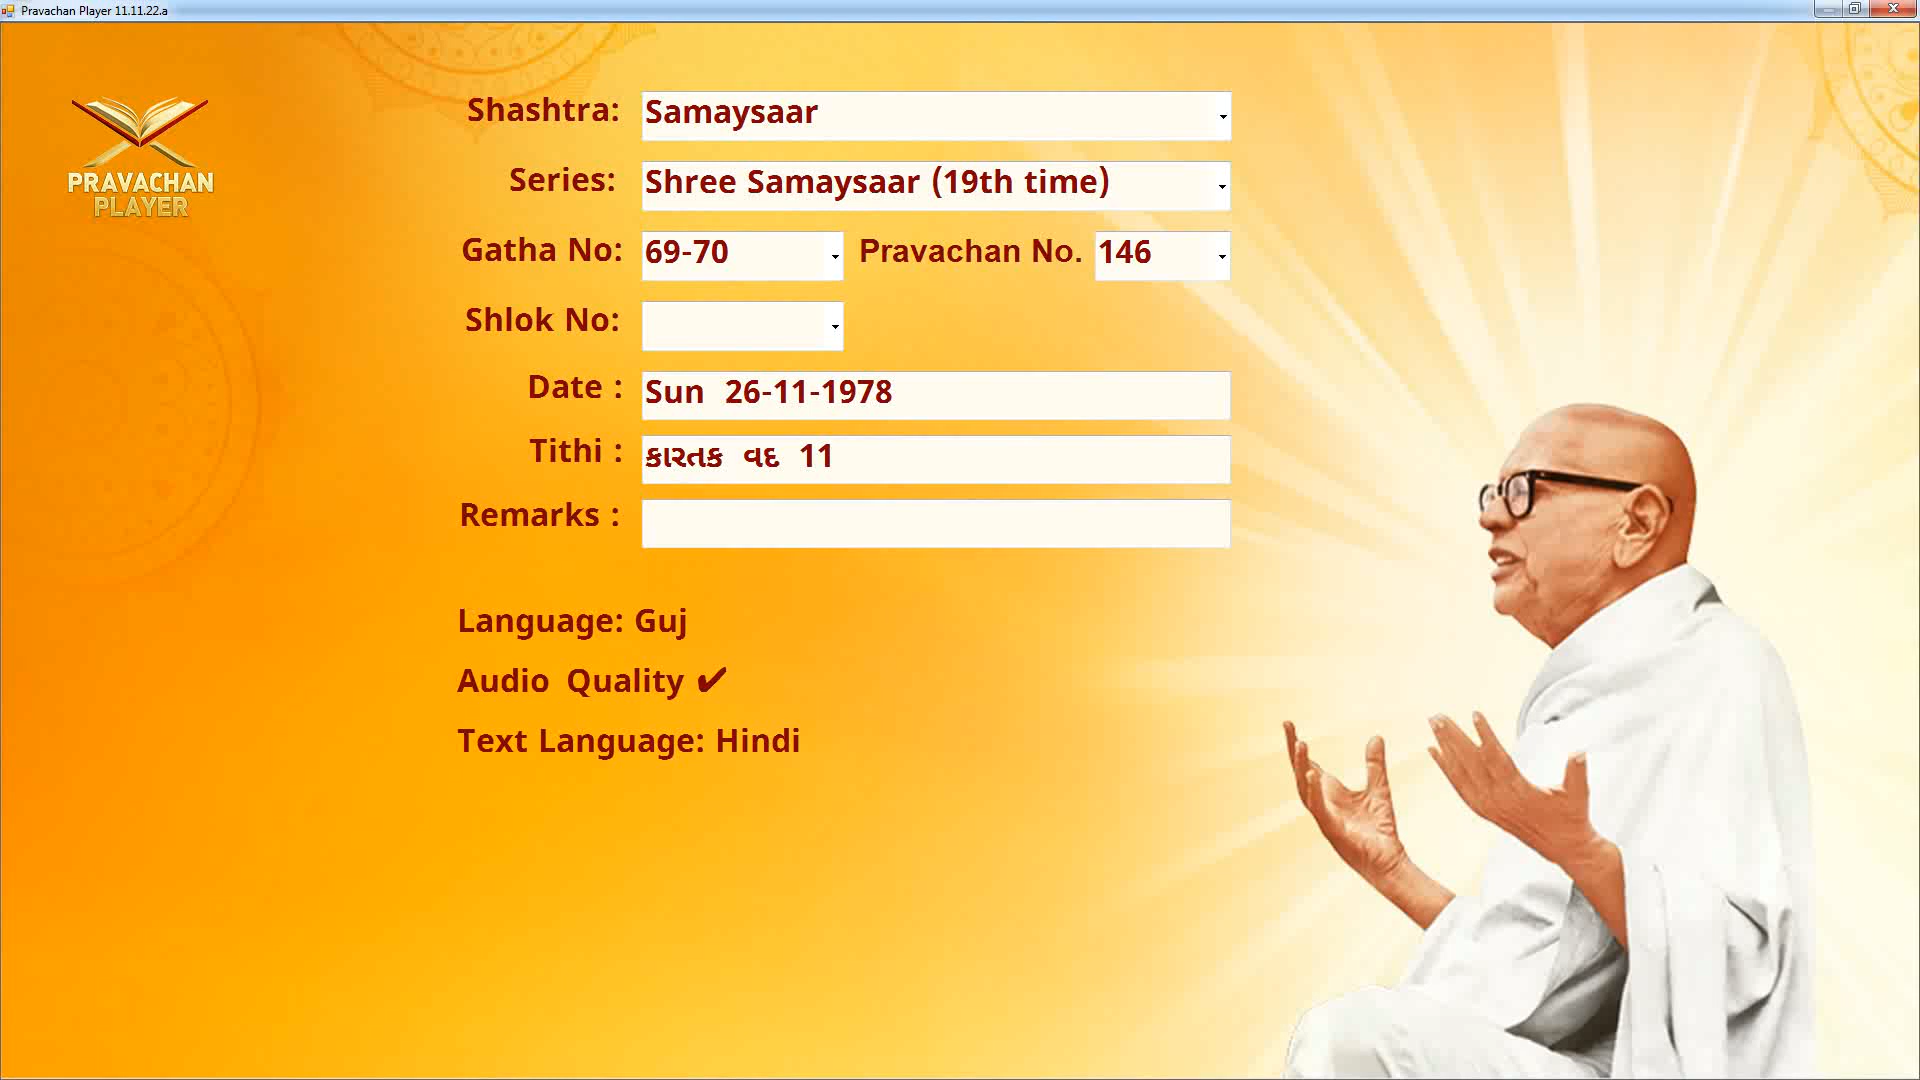 Pravachan Player 11.11.22.a
PRAVACHAN
PLAYER
Shashtra: Samaysaar
Series: Shree Samaysaar (19th time)
Gatha No: 69-70 Pravachan No. 146
Shlok No:
Date : Sun 26-11-1978
Tithi : કારતક વદ 11
Remarks :
Language: Guj
Audio Quality ✔
Text Language: Hindi